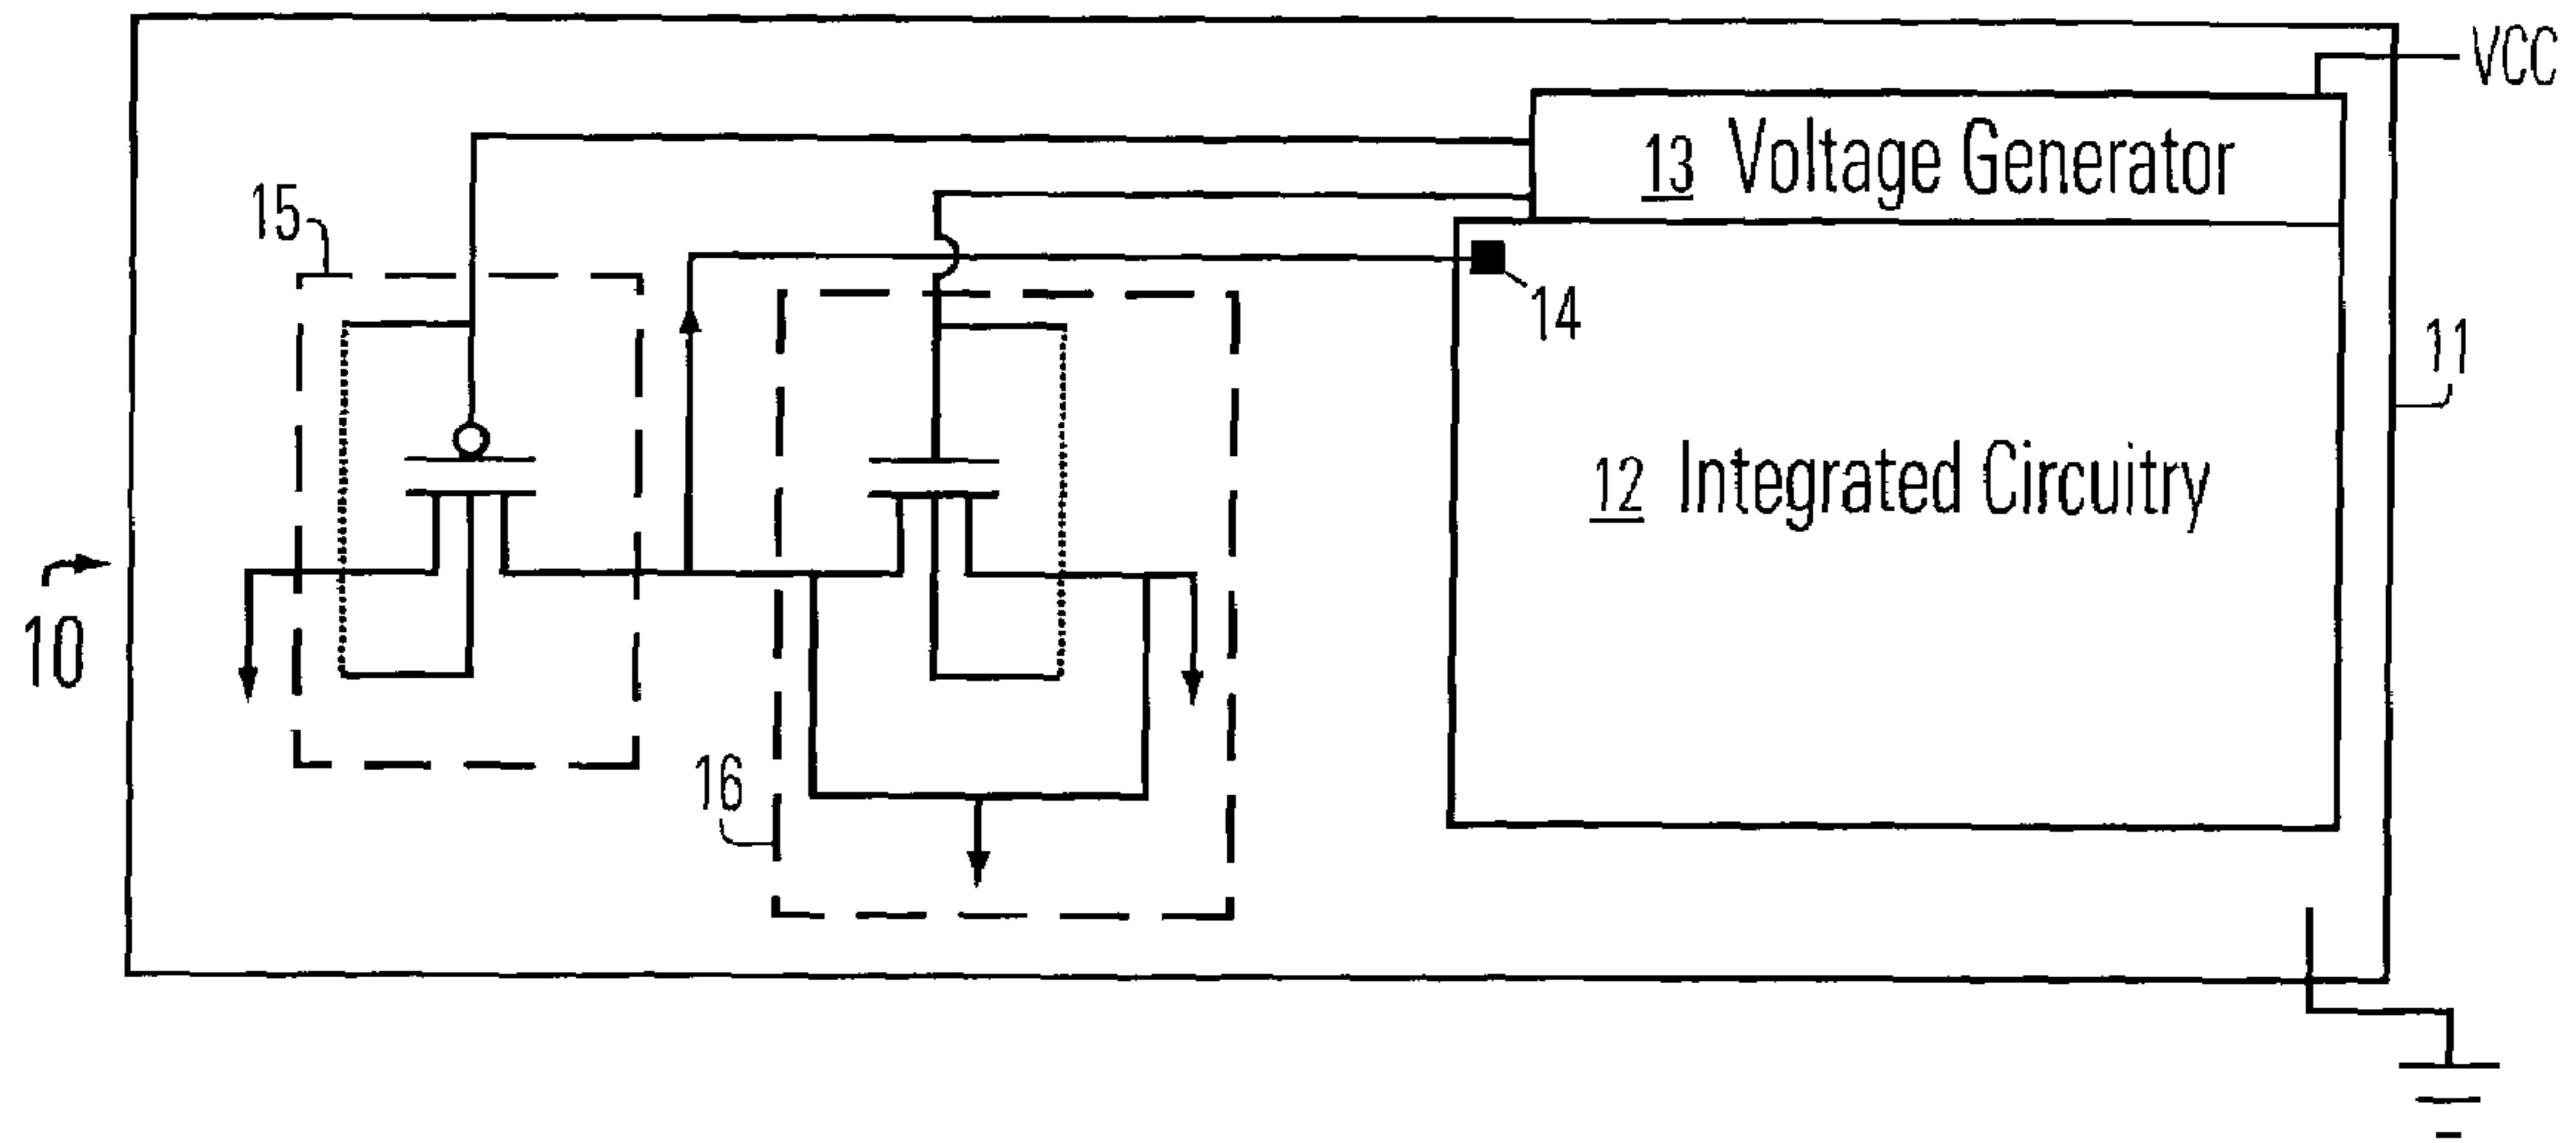 VCC
13 Voltage Generator
15
14
11
12 Integrated Circuitry
10
16